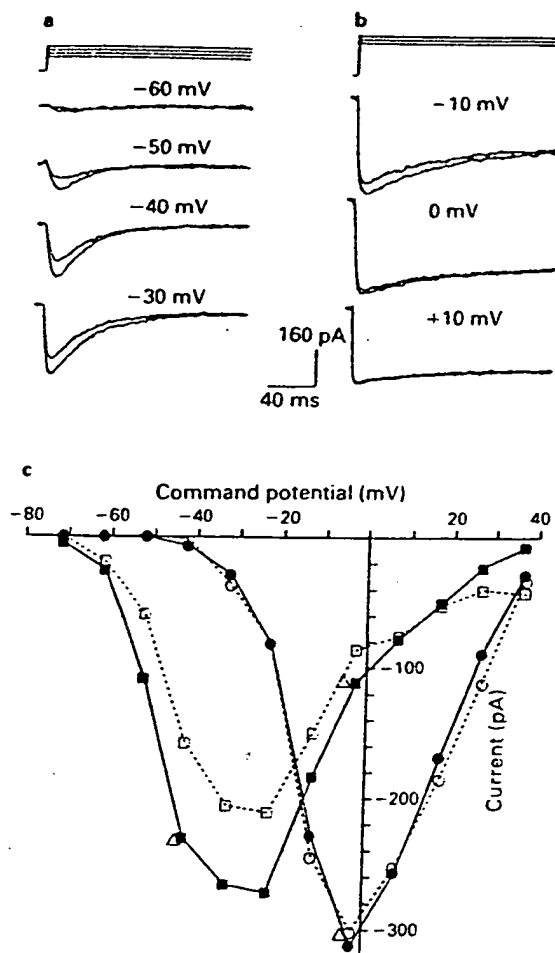 a b
−60 mV
−10 mV
−50 mV
−40 mV
0 mV
−30 mV
+10 mV
160 pA
40 ms
c
Command potential (mV)
−80 −60 −40 −20 20 40
−100
−200
−300
Current (pA)